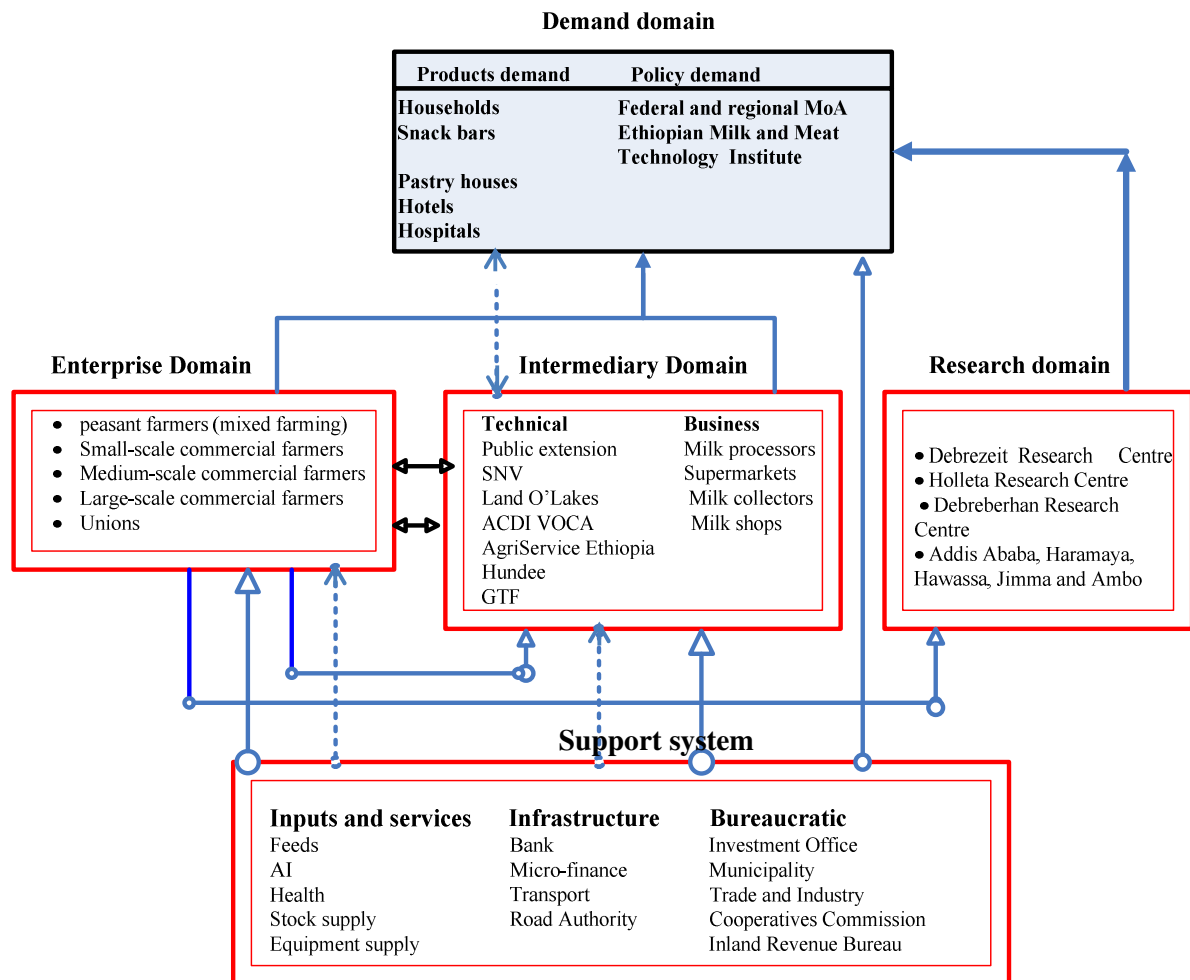 Demand domain
Products demand
Policy demand
Households
Snack bars
Pastry houses
Hotels
Hospitals
Federal and regional MoA
Ethiopian Milk and Meat
Technology Institute
Enterprise Domain
• peasant farmers (mixed farming)
• Small-scale commercial farmers
• Medium-scale commercial farmers
• Large-scale commercial farmers
• Unions
Intermediary Domain
Technical
Public extension
SNV
Land O'Lakes
ACDI VOCA
AgriService Ethiopia
Hundee
GTF
Business
Milk processors
Supermarkets
Milk collectors
Milk shops
Research domain
• Debrezeit Research Centre
• Holleta Research Centre
• Debreberhan Research
Centre
• Addis Ababa, Haramaya,
Hawassa, Jimma and Ambo
Support system
Inputs and services
Feeds
AI
Health
Stock supply
Equipment supply
Infrastructure
Bank
Micro-finance
Transport
Road Authority
Bureaucratic
Investment Office
Municipality
Trade and Industry
Cooperatives Commission
Inland Revenue Bureau